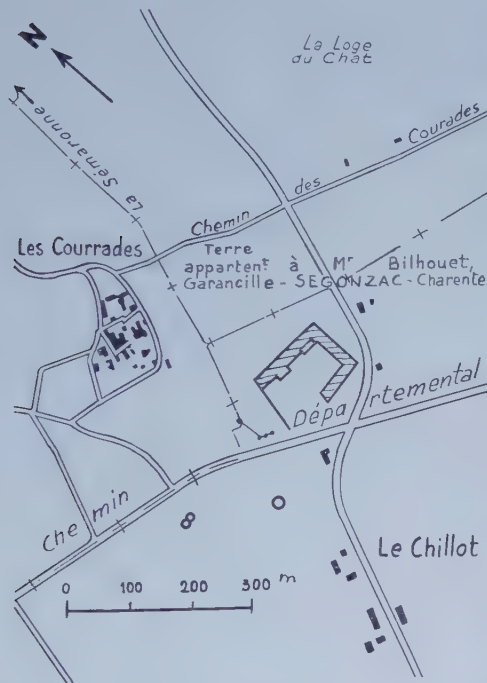 N
La Loge
du Chat
La Sémaronne
Chemin des Courades
Les Courrades
Terre
appartent à Mr Bilhouet,
Garancille - SEGONZAC - Charente
Chemin Départemental
Le Chillot
0 100 200 300 m